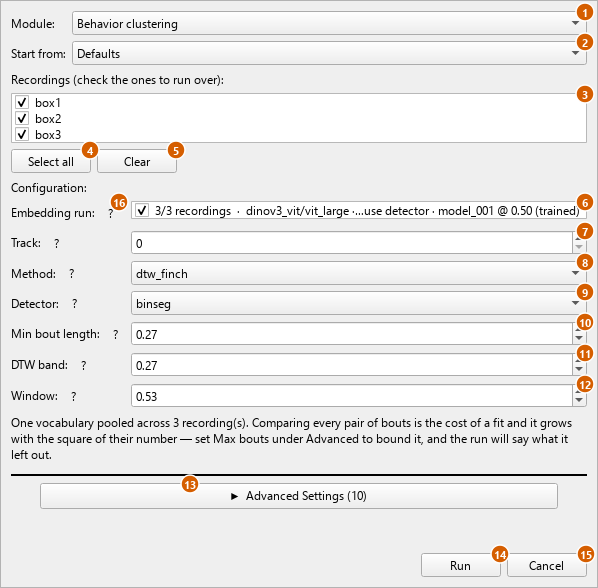 1
Module: Behavior clustering
2
Start from: Defaults
Recordings (check the ones to run over):
3
box1
box2
box3
4 5
Select all Clear
Configuration:
16 6
Embedding run: ? 3/3 recordings · dinov3_vit/vit_large ·...use detector · model_001 @ 0.50 (trained)
7
Track: ? 0
8
Method: ? dtw_finch
9
Detector: ? binseg
10
Min bout length: ? 0.27
11
DTW band: ? 0.27
12
Window: ? 0.53
One vocabulary pooled across 3 recording(s). Comparing every pair of bouts is the cost of a fit and it grows
with the square of their number — set Max bouts under Advanced to bound it, and the run will say what it
left out.
13
► Advanced Settings (10)
14 15
Run Cancel